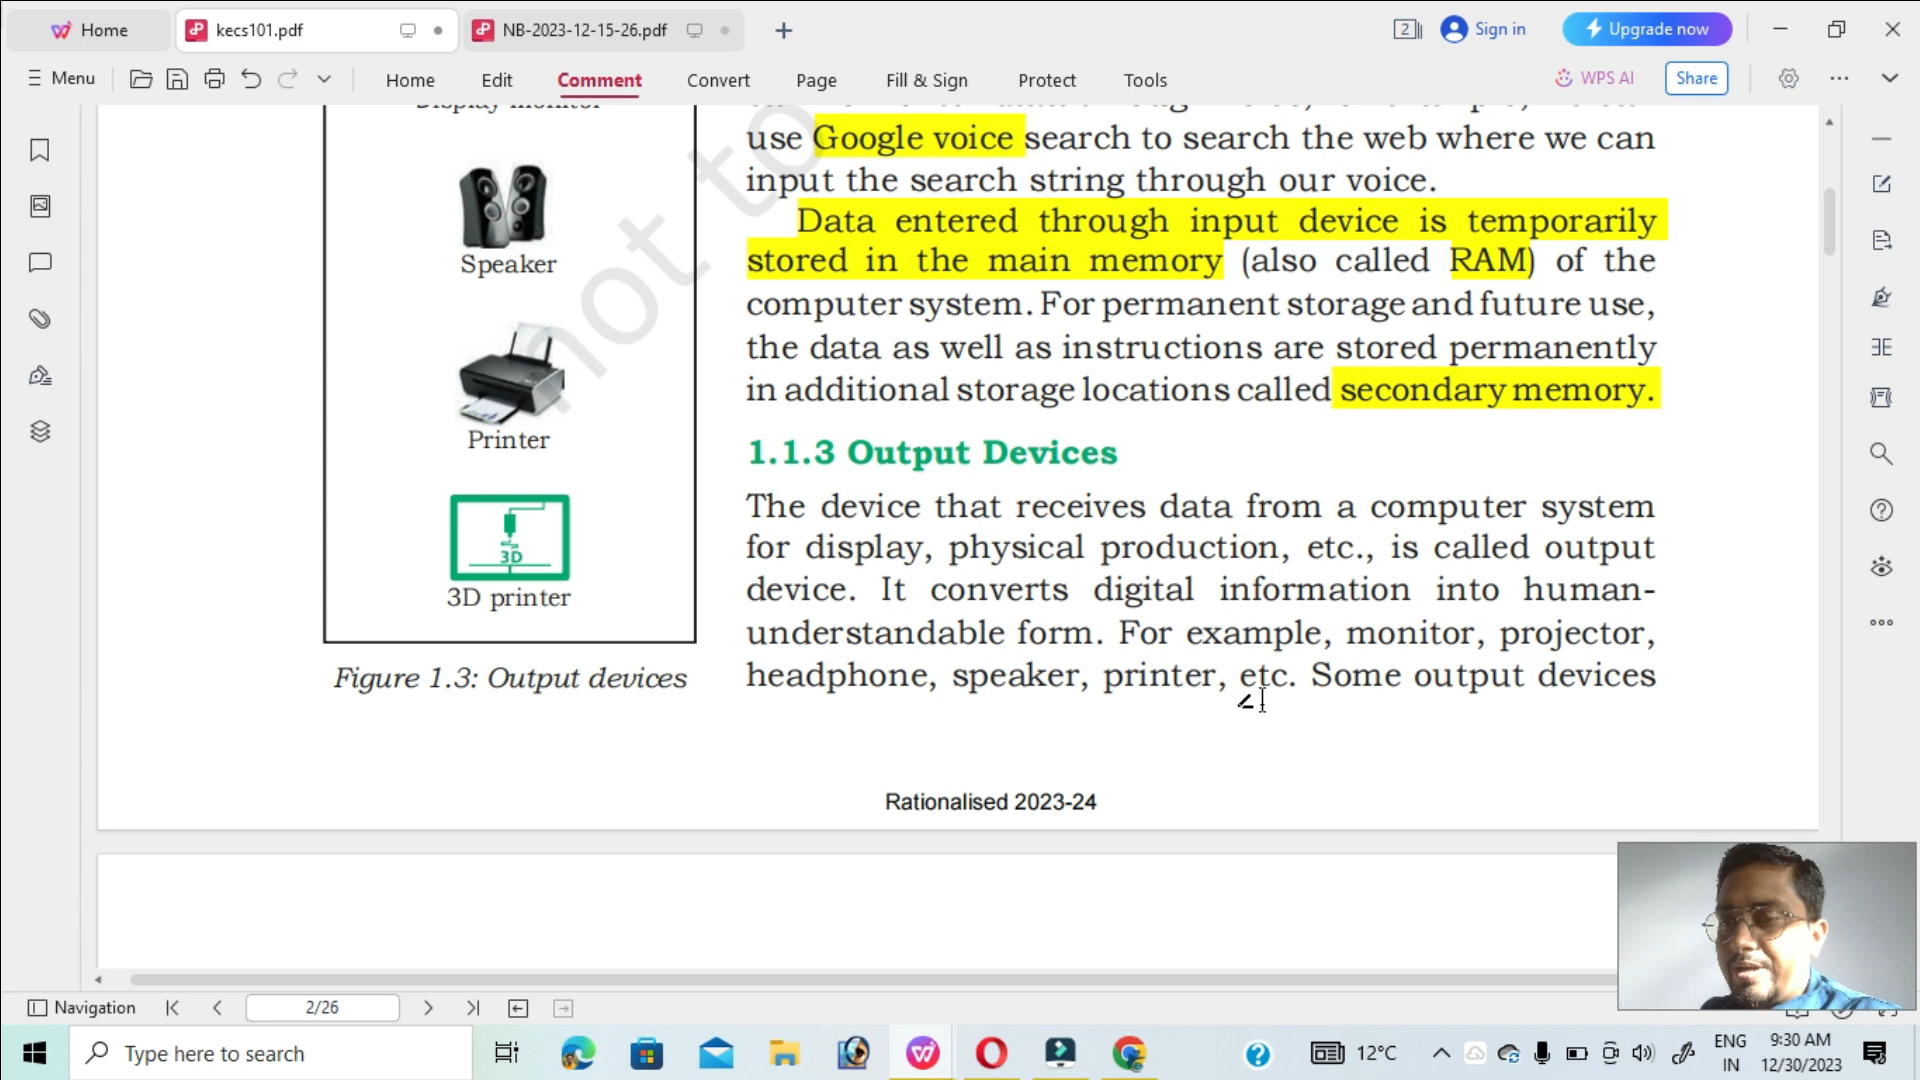 Home
kecs101.pdf
NB-2023-12-15-26.pdf
2
Sign in
Upgrade now
Menu
Home
Edit
Comment
Convert
Page
Fill & Sign
Protect
Tools
WPS AI
Share
Display monitor
Speaker
Printer
3D
3D printer
Figure 1.3: Output devices
not to
use Google voice search to search the web where we can
input the search string through our voice.
Data entered through input device is temporarily
stored in the main memory (also called RAM) of the
computer system. For permanent storage and future use,
the data as well as instructions are stored permanently
in additional storage locations called secondary memory.
1.1.3 Output Devices
The device that receives data from a computer system
for display, physical production, etc., is called output
device. It converts digital information into human-
understandable form. For example, monitor, projector,
headphone, speaker, printer, etc. Some output devices
Rationalised 2023-24
Navigation
2/26
Type here to search
12°C
ENG
IN
9:30 AM
12/30/2023